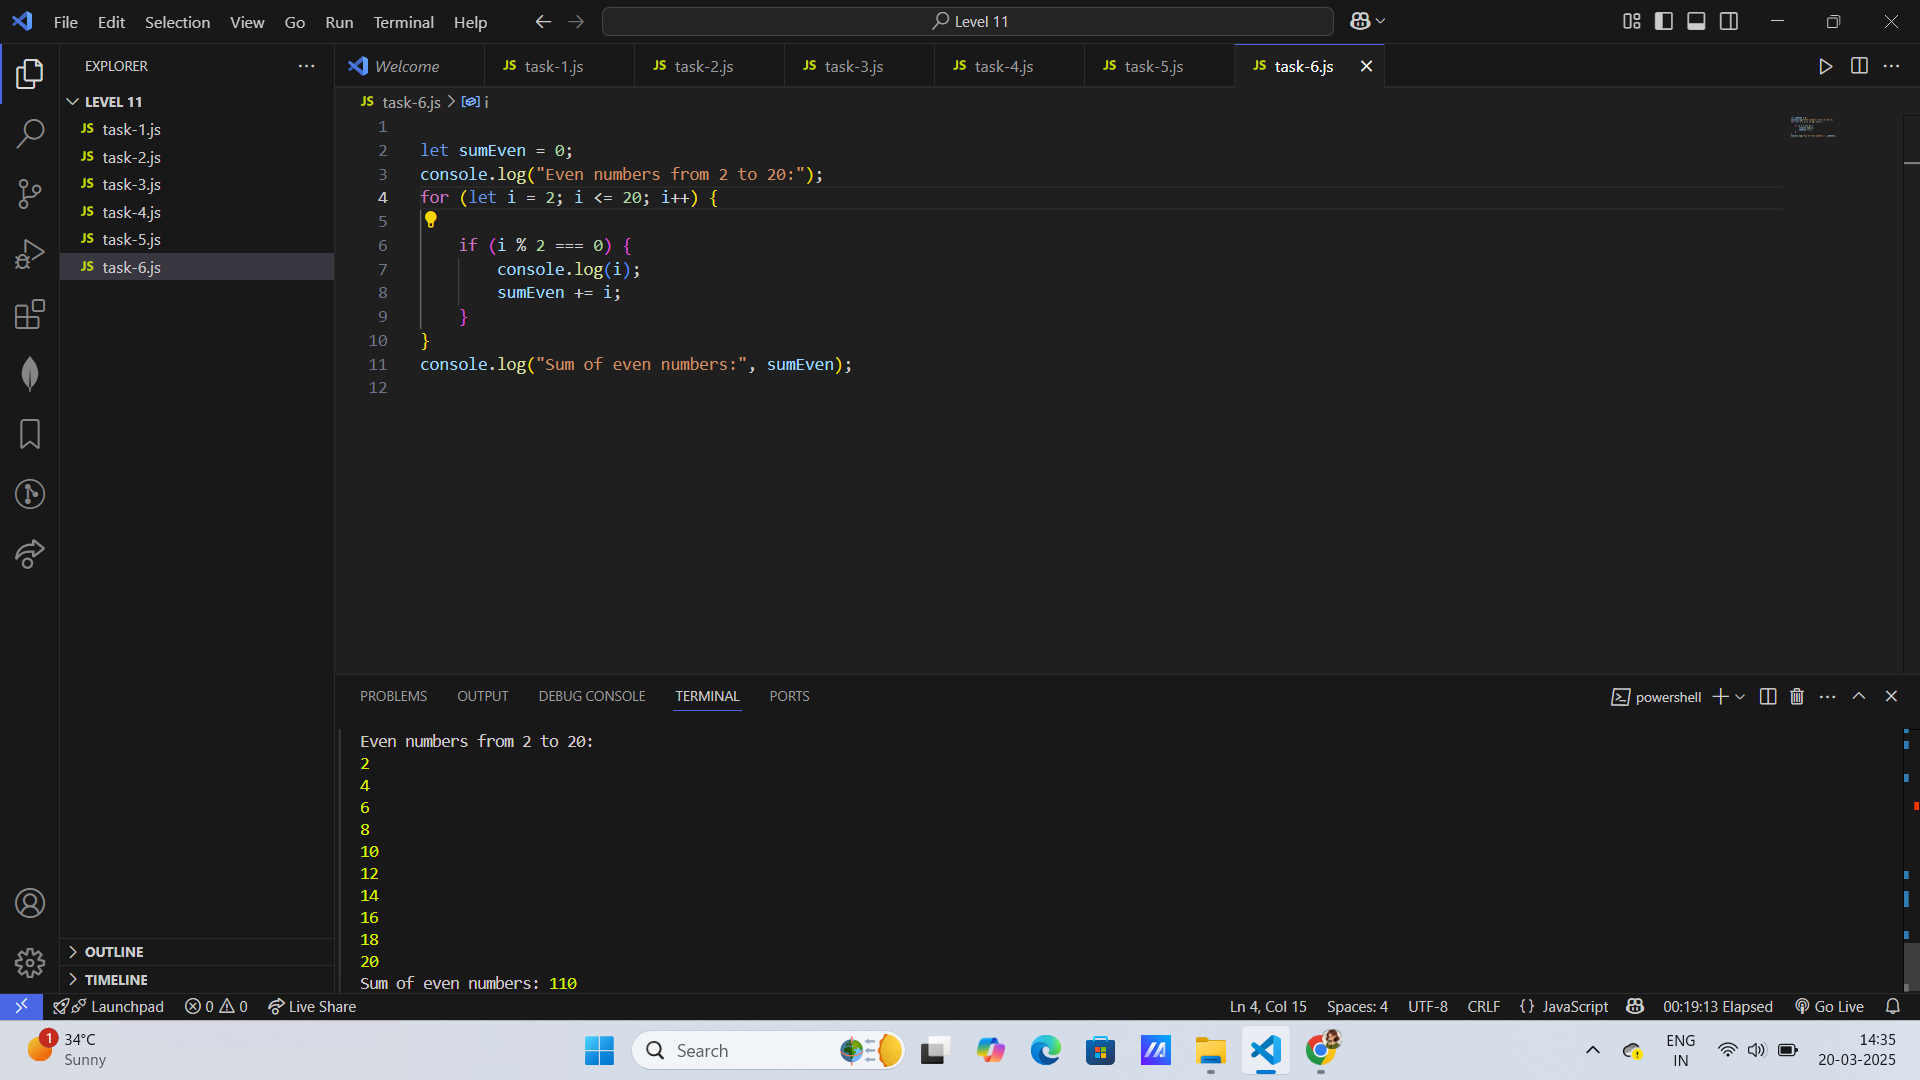 File Edit Selection View Go Run Terminal Help
Level 11
EXPLORER
LEVEL 11
JS task-1.js
JS task-2.js
JS task-3.js
JS task-4.js
JS task-5.js
JS task-6.js
OUTLINE
TIMELINE
Welcome JS task-1.js JS task-2.js JS task-3.js JS task-4.js JS task-5.js JS task-6.js
JS task-6.js > i
1
2 let sumEven = 0;
3 console.log("Even numbers from 2 to 20:");
4 for (let i = 2; i <= 20; i++) {
5
6 if (i % 2 === 0) {
7 console.log(i);
8 sumEven += i;
9 }
10 }
11 console.log("Sum of even numbers:", sumEven);
12
PROBLEMS OUTPUT DEBUG CONSOLE TERMINAL PORTS
powershell
Even numbers from 2 to 20:
2
4
6
8
10
12
14
16
18
20
Sum of even numbers: 110
Launchpad 0 0 Live Share
Ln 4, Col 15 Spaces: 4 UTF-8 CRLF {} JavaScript 00:19:13 Elapsed Go Live
1
34°C
Sunny
Search
ENG
IN
14:35
20-03-2025